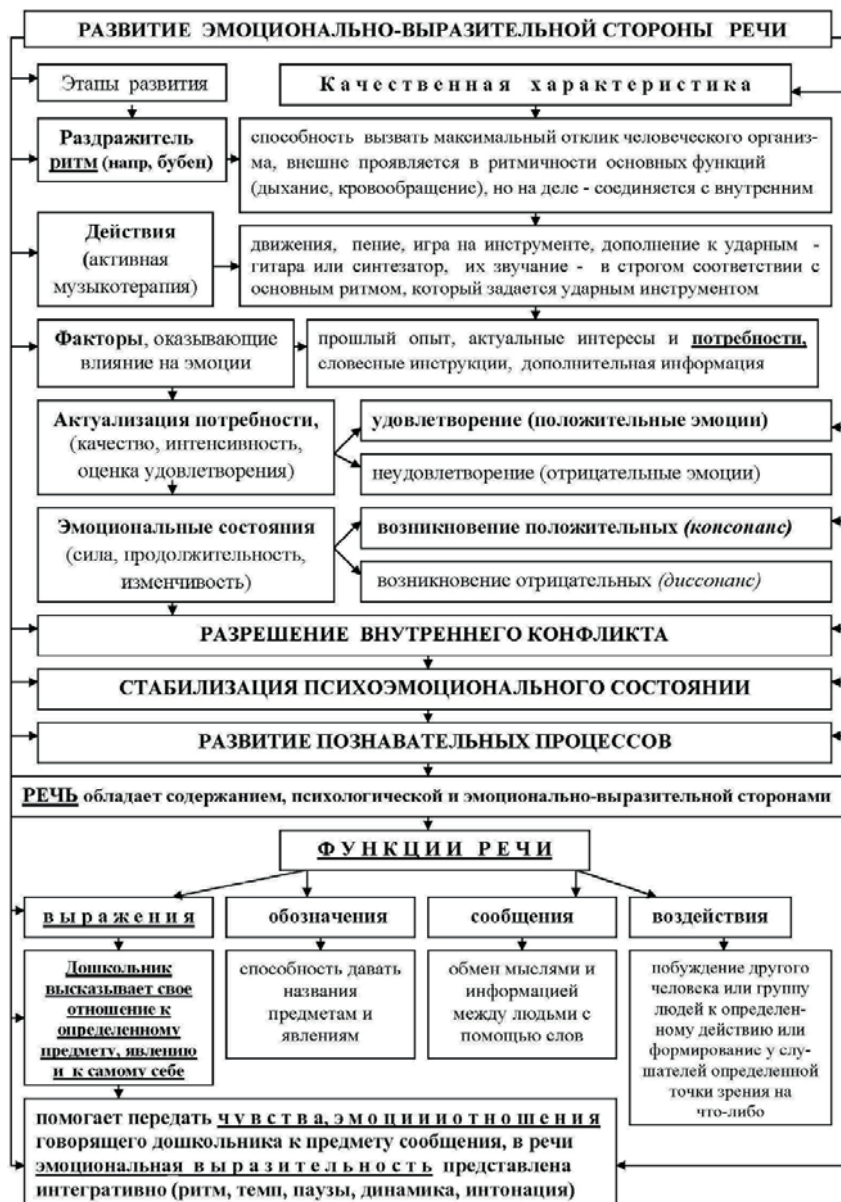 РАЗВИТИЕ ЭМОЦИОНАЛЬНО-ВЫРАЗИТЕЛЬНОЙ СТОРОНЫ РЕЧИ
Этапы развития
Качественная характеристика
Раздражитель
ритм (напр, бубен)
способность вызвать максимальный отклик человеческого организ-
ма, внешне проявляется в ритмичности основных функций
(дыхание, кровообращение), но на деле - соединяется с внутренним
Действия
(активная
музыкотерапия)
движения, пение, игра на инструменте, дополнение к ударным -
гитара или синтезатор, их звучание - в строгом соответствии с
основным ритмом, который задается ударным инструментом
Факторы, оказывающие
влияние на эмоции
прошлый опыт, актуальные интересы и потребности,
словесные инструкции, дополнительная информация
Актуализация потребности,
(качество, интенсивность,
оценка удовлетворения)
удовлетворение (положительные эмоции)
неудовлетворение (отрицательные эмоции)
Эмоциональные состояния
(сила, продолжительность,
изменчивость)
возникновение положительных (консонанс)
возникновение отрицательных (диссонанс)
РАЗРЕШЕНИЕ ВНУТРЕННЕГО КОНФЛИКТА
СТАБИЛИЗАЦИЯ ПСИХОЭМОЦИОНАЛЬНОГО СОСТОЯНИИ
РАЗВИТИЕ ПОЗНАВАТЕЛЬНЫХ ПРОЦЕССОВ
РЕЧЬ обладает содержанием, психологической и эмоционально-выразительной сторонами
ФУНКЦИИ РЕЧИ
выражения
обозначения
сообщения
воздействия
Дошкольник
высказывает свое
отношение к
определенному
предмету, явлению
и к самому себе
способность давать
названия
предметам и
явлениям
обмен мыслями и
информацией
между людьми с
помощью слов
побуждение другого
человека или группу
людей к определен-
ному действию или
формирование у слу-
шателей определенной
точки зрения на
что-либо
помогает передать чувства, эмоции и отношения
говорящего дошкольника к предмету сообщения, в речи
эмоциональная выразительность представлена
интегративно (ритм, темп, паузы, динамика, интонация)